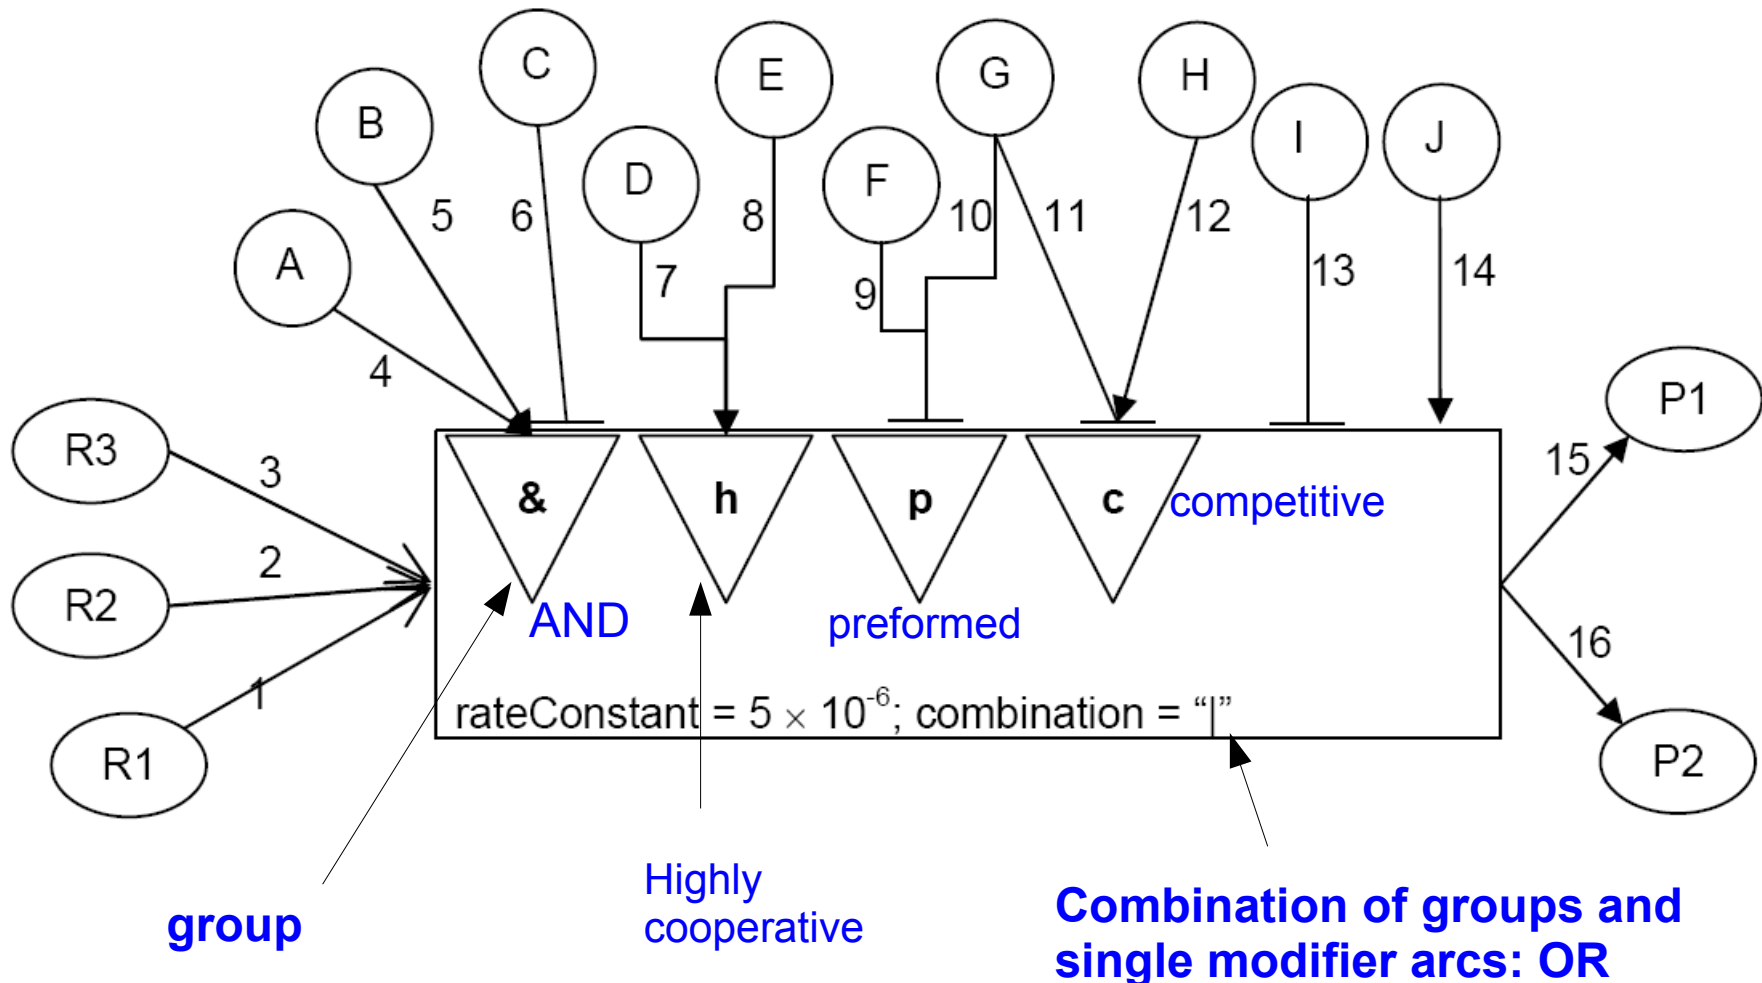 C
E
G
H
B
I
J
D
F
5
6
8
10
11
12
A
7
9
13
14
4
P1
R3
3
15
&
h
p
c
competitive
2
R2
AND
preformed
16
1
rateConstant = 5 × 10⁻⁶; combination = “|”
R1
P2
Highly
cooperative
group
Combination of groups and
single modifier arcs: OR